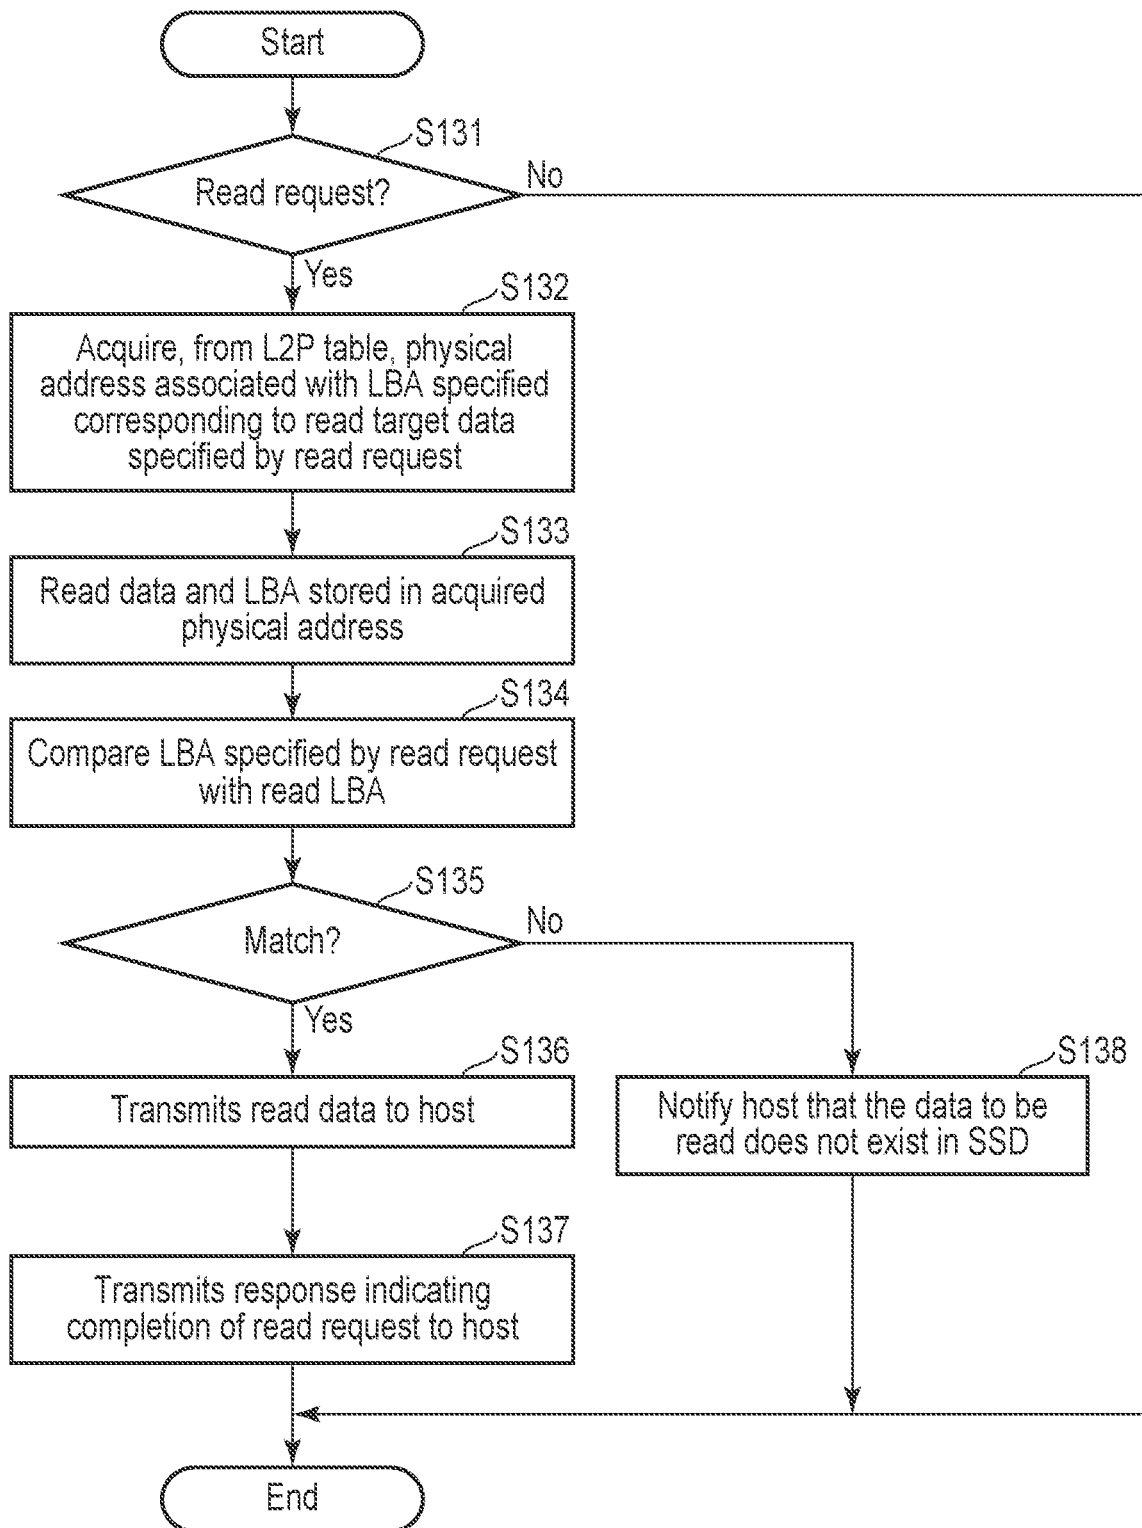 Start
S131
Read request?
No
Yes
S132
Acquire, from L2P table, physical
address associated with LBA specified
corresponding to read target data
specified by read request
S133
Read data and LBA stored in acquired
physical address
S134
Compare LBA specified by read request
with read LBA
S135
Match?
No
Yes
S136
Transmits read data to host
S138
Notify host that the data to be
read does not exist in SSD
S137
Transmits response indicating
completion of read request to host
End